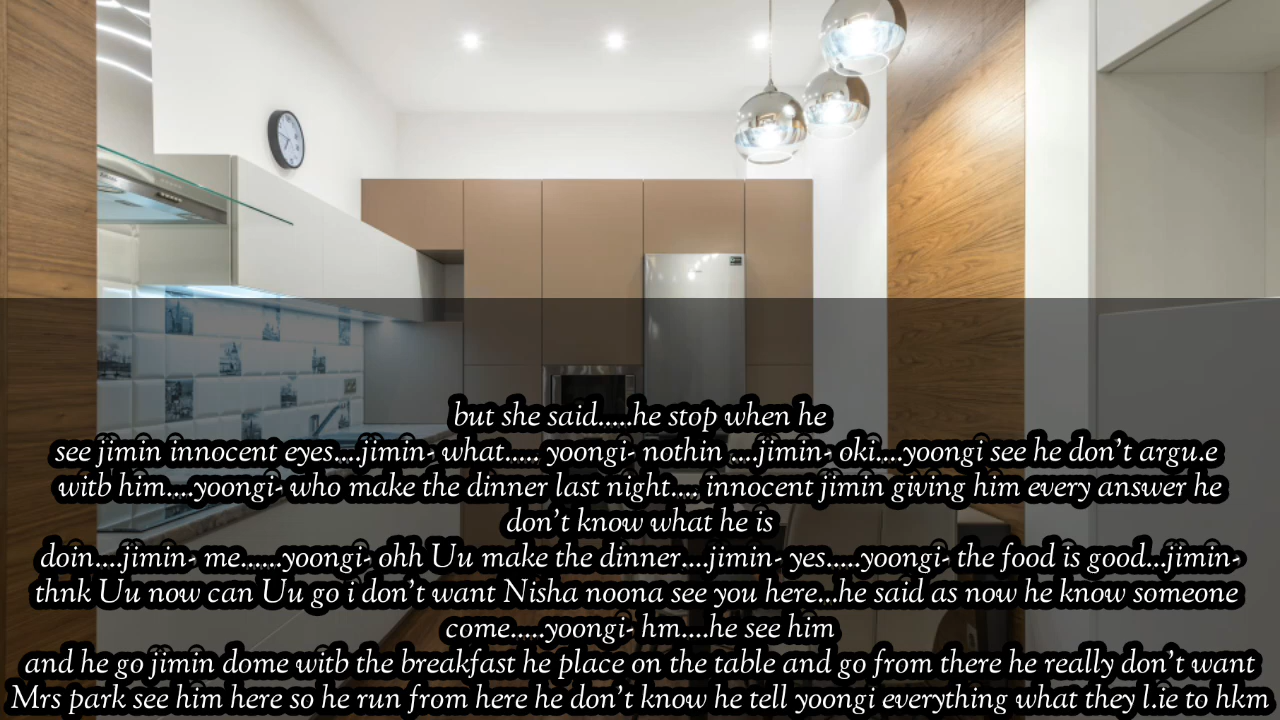 but she said.....he stop when he
see jimin innocent eyes....jimin- what..... yoongi- nothin ....jimin- oki....yoongi see he don't argu.e
witb him....yoongi- who make the dinner last night.... innocent jimin giving him every answer he
don't know what he is
doin....jimin- me......yoongi- ohh Uu make the dinner....jimin- yes.....yoongi- the food is good...jimin-
thnk Uu now can Uu go i don't want Nisha noona see you here...he said as now he know someone
come.....yoongi- hm....he see him
and he go jimin dome witb the breakfast he place on the table and go from there he really don't want
Mrs park see him here so he run from here he don't know he tell yoongi everything what they l.ie to hkm